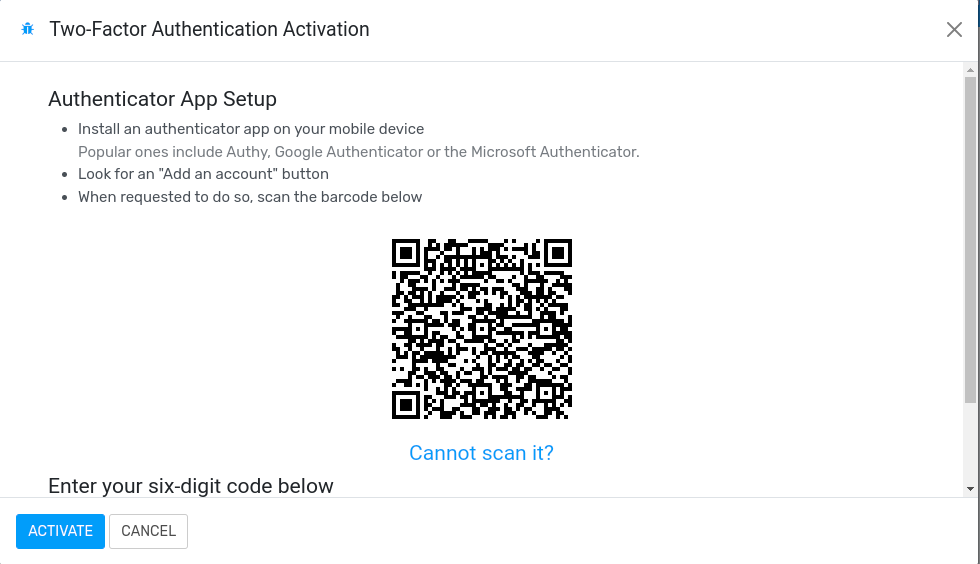 Two-Factor Authentication Activation
Authenticator App Setup
Install an authenticator app on your mobile device
Popular ones include Authy, Google Authenticator or the Microsoft Authenticator.
Look for an "Add an account" button
When requested to do so, scan the barcode below
Cannot scan it?
Enter your six-digit code below
ACTIVATE CANCEL